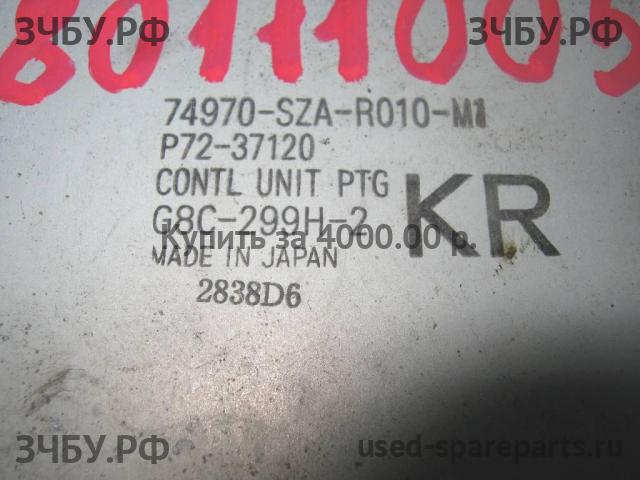 ЗЧБУ.РФ ЗЧБУ.РФ
80111005
74970-SZA-R010-M1
P72-37120
CONTL UNIT PTG
KR
G8C-299H-2
Купить за 4000.00 р.
MADE IN JAPAN
2838D6
ЗЧБУ.РФ used-spareparts.ru